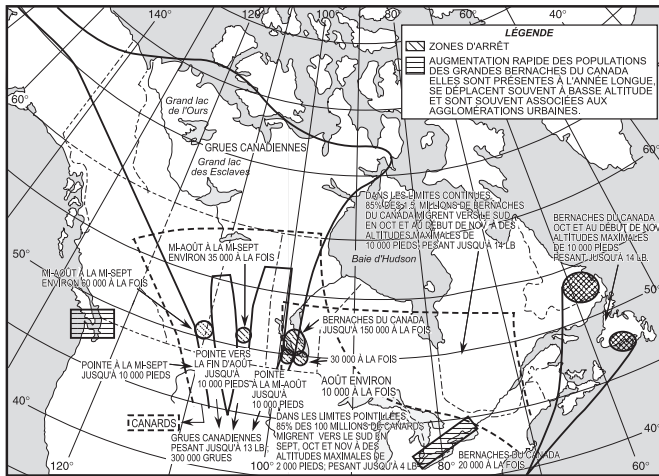 140°
120°
100°
100°
80°
60°
40°
LÉGENDE
ZONES D'ARRÊT
AUGMENTATION RAPIDE DES POPULATIONS
DES GRANDES BERNACHES DU CANADA
ELLES SONT PRÉSENTES À L'ANNÉE LONGUE,
SE DÉPLACENT SOUVENT À BASSE ALTITUDE
ET SONT SOUVENT ASSOCIÉES AUX
AGGLOMÉRATIONS URBAINES.
60°
Grand lac
de l'Ours
GRUES CANADIENNES
Grand lac
des Esclaves
60°
DANS LES LIMITES CONTINUES,
85% DES 1,5 MILLIONS DE BERNACHES
DU CANADA MIGRENT VERS LE SUD
EN OCT ET AU DÉBUT DE NOV À DES
ALTITUDES MAXIMALES DE
10 000 PIEDS; PESANT JUSQU'À 14 LB.
BERNACHES DU CANADA
OCT ET AU DÉBUT DE NOV
ALTITUDES MAXIMALES
DE 10 000 PIEDS
PESANT JUSQU'À 14 LB.
50°
MI-AOÛT À LA MI-SEPT
ENVIRON 35 000 À LA FOIS
Baie d'Hudson
MI-AOÛT À LA MI-SEPT
ENVIRON 60 000 À LA FOIS
50°
BERNACHES DU CANADA
JUSQU'À 150 000 À LA FOIS
30 000 À LA FOIS
POINTE À LA MI-SEPT
JUSQU'À 10 000 PIEDS
POINTE VERS
LA FIN D'AOÛT
JUSQU'À
10 000 PIEDS
POINTE
À LA MI-AOÛT
JUSQU'À
10 000 PIEDS
AOÛT ENVIRON
10 000 À LA FOIS
40°
CANARDS
GRUES CANADIENNES
PESANT JUSQU'À 13 LB
300 000 GRUES
DANS LES LIMITES POINTILLÉES,
85% DES 100 MILLIONS DE CANARDS
MIGRENT VERS LE SUD EN
SEPT, OCT ET NOV À DES
ALTITUDES MAXIMALES DE
2 000 PIEDS; PESANT JUSQU'À 4 LB
BERNACHES DU CANADA
20 000 À LA FOIS
40°
120°
100°
80°
60°